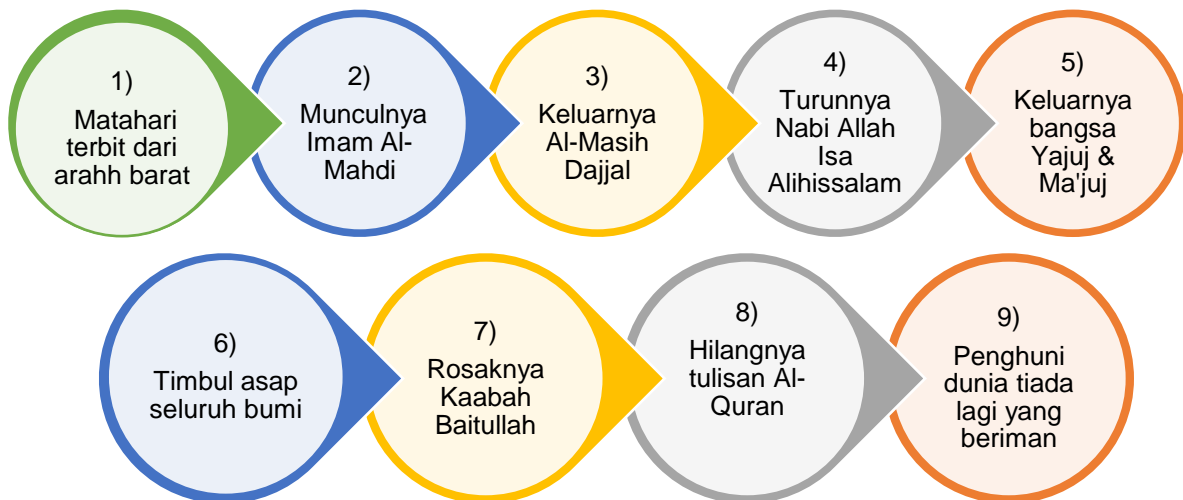 1)
Matahari
terbit dari
arahh barat
2)
Munculnya
Imam Al-
Mahdi
3)
Keluarnya
Al-Masih
Dajjal
4)
Turunnya
Nabi Allah
Isa
Alihissalam
5)
Keluarnya
bangsa
Yajuj &
Ma'juj
6)
Timbul asap
seluruh bumi
7)
Rosaknya
Kaabah
Baitullah
8)
Hilangnya
tulisan Al-
Quran
9)
Penghuni
dunia tiada
lagi yang
beriman